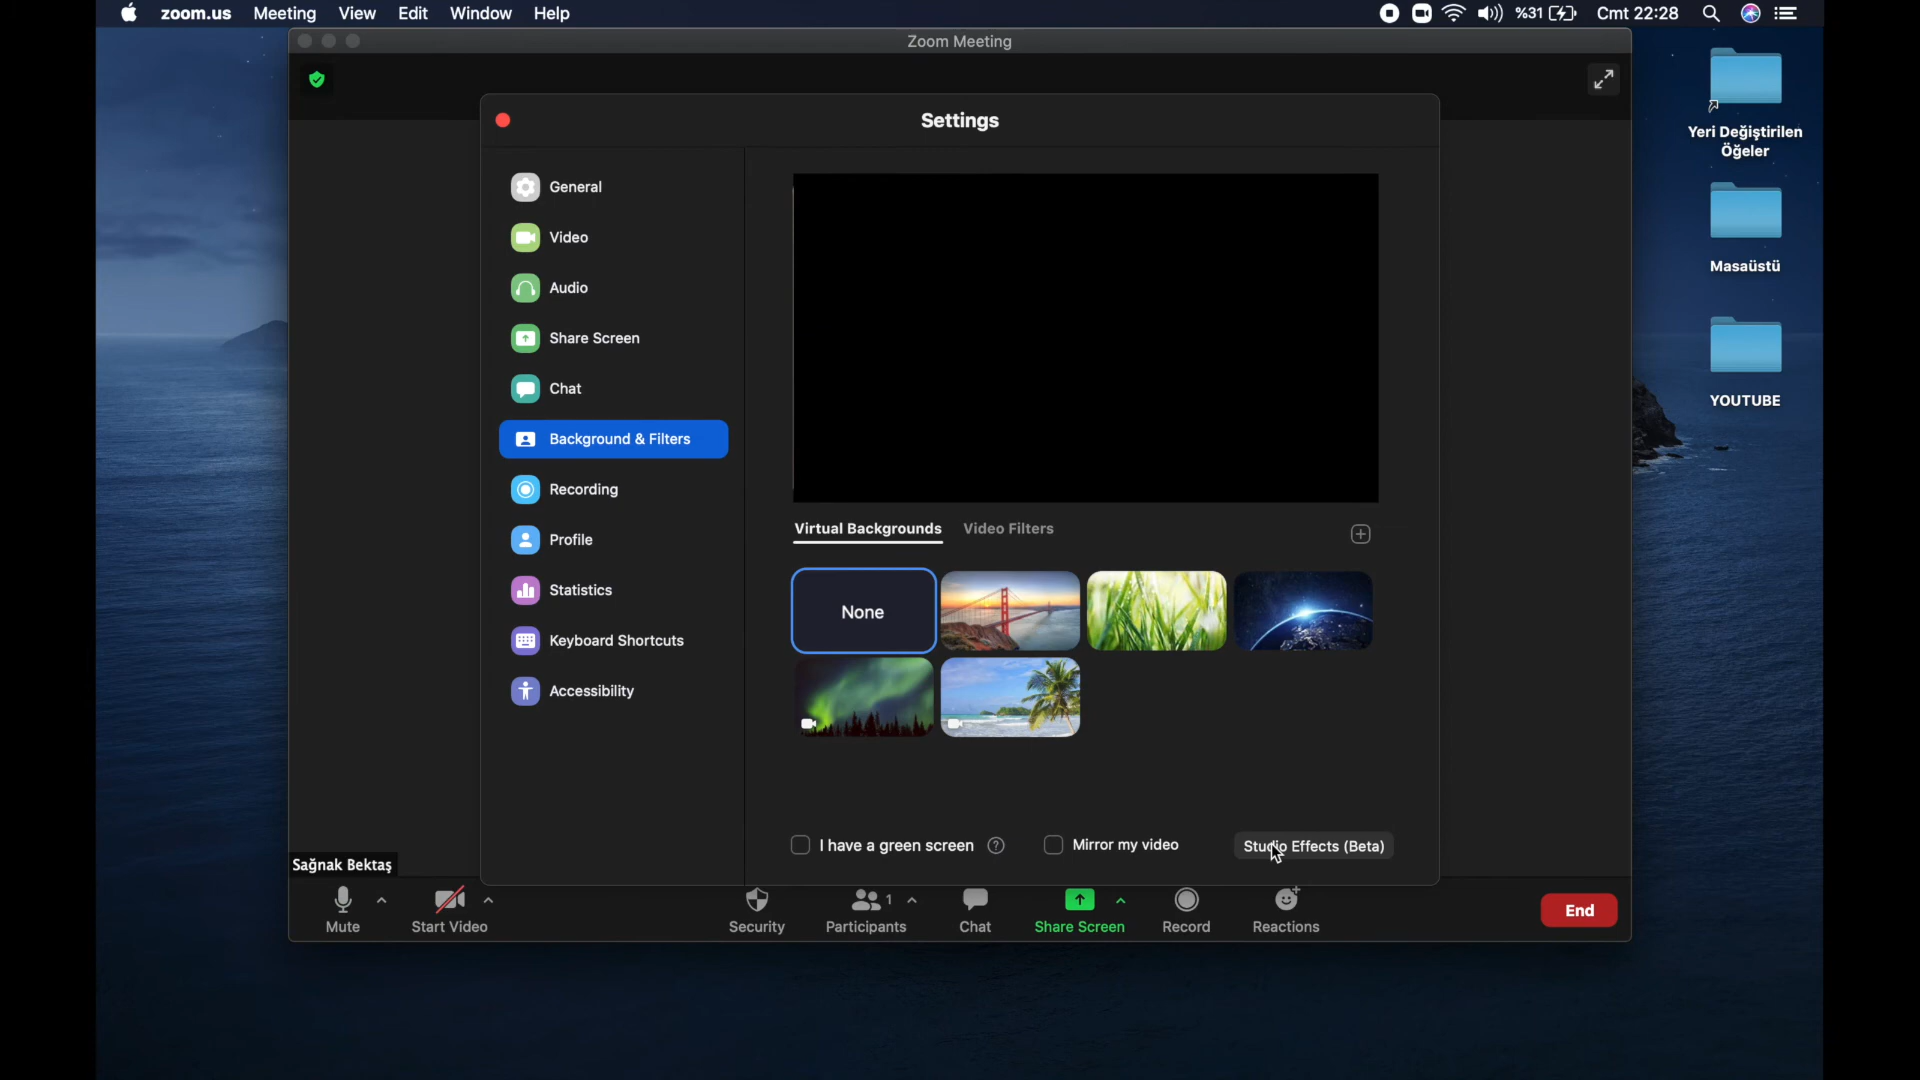 zoom.us Meeting View Edit Window Help %31 Cmt 22:28
Zoom Meeting
Settings
General
Video
Audio
Share Screen
Chat
Background & Filters
Recording
Profile
Statistics
Keyboard Shortcuts
Accessibility
Virtual Backgrounds Video Filters
None
I have a green screen ? Mirror my video Studio Effects (Beta)
Sağnak Bektaş
Mute Start Video Security Participants 1 Chat Share Screen Record Reactions End
Yeri Değiştirilen
Öğeler
Masaüstü
YOUTUBE